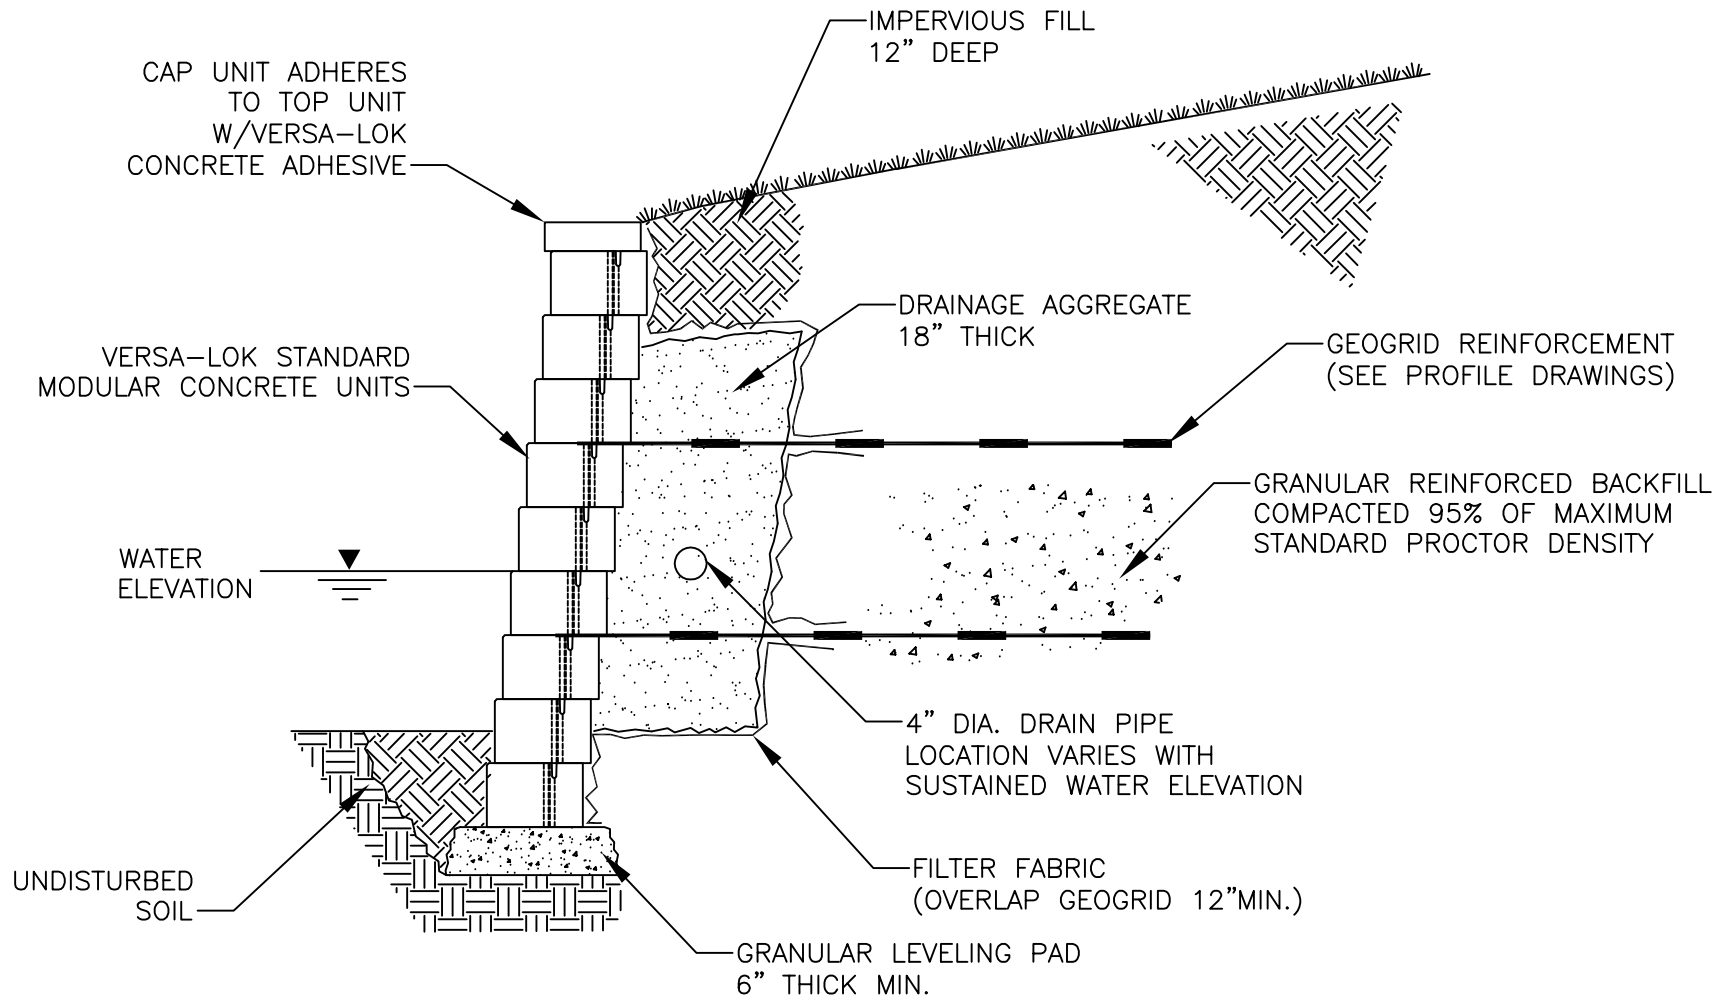 IMPERVIOUS FILL
12" DEEP
CAP UNIT ADHERES
TO TOP UNIT
W/VERSA-LOK
CONCRETE ADHESIVE
DRAINAGE AGGREGATE
18" THICK
GEOGRID REINFORCEMENT
(SEE PROFILE DRAWINGS)
VERSA-LOK STANDARD
MODULAR CONCRETE UNITS
GRANULAR REINFORCED BACKFILL
COMPACTED 95% OF MAXIMUM
STANDARD PROCTOR DENSITY
WATER
ELEVATION
4" DIA. DRAIN PIPE
LOCATION VARIES WITH
SUSTAINED WATER ELEVATION
UNDISTURBED
SOIL
FILTER FABRIC
(OVERLAP GEOGRID 12"MIN.)
GRANULAR LEVELING PAD
6" THICK MIN.